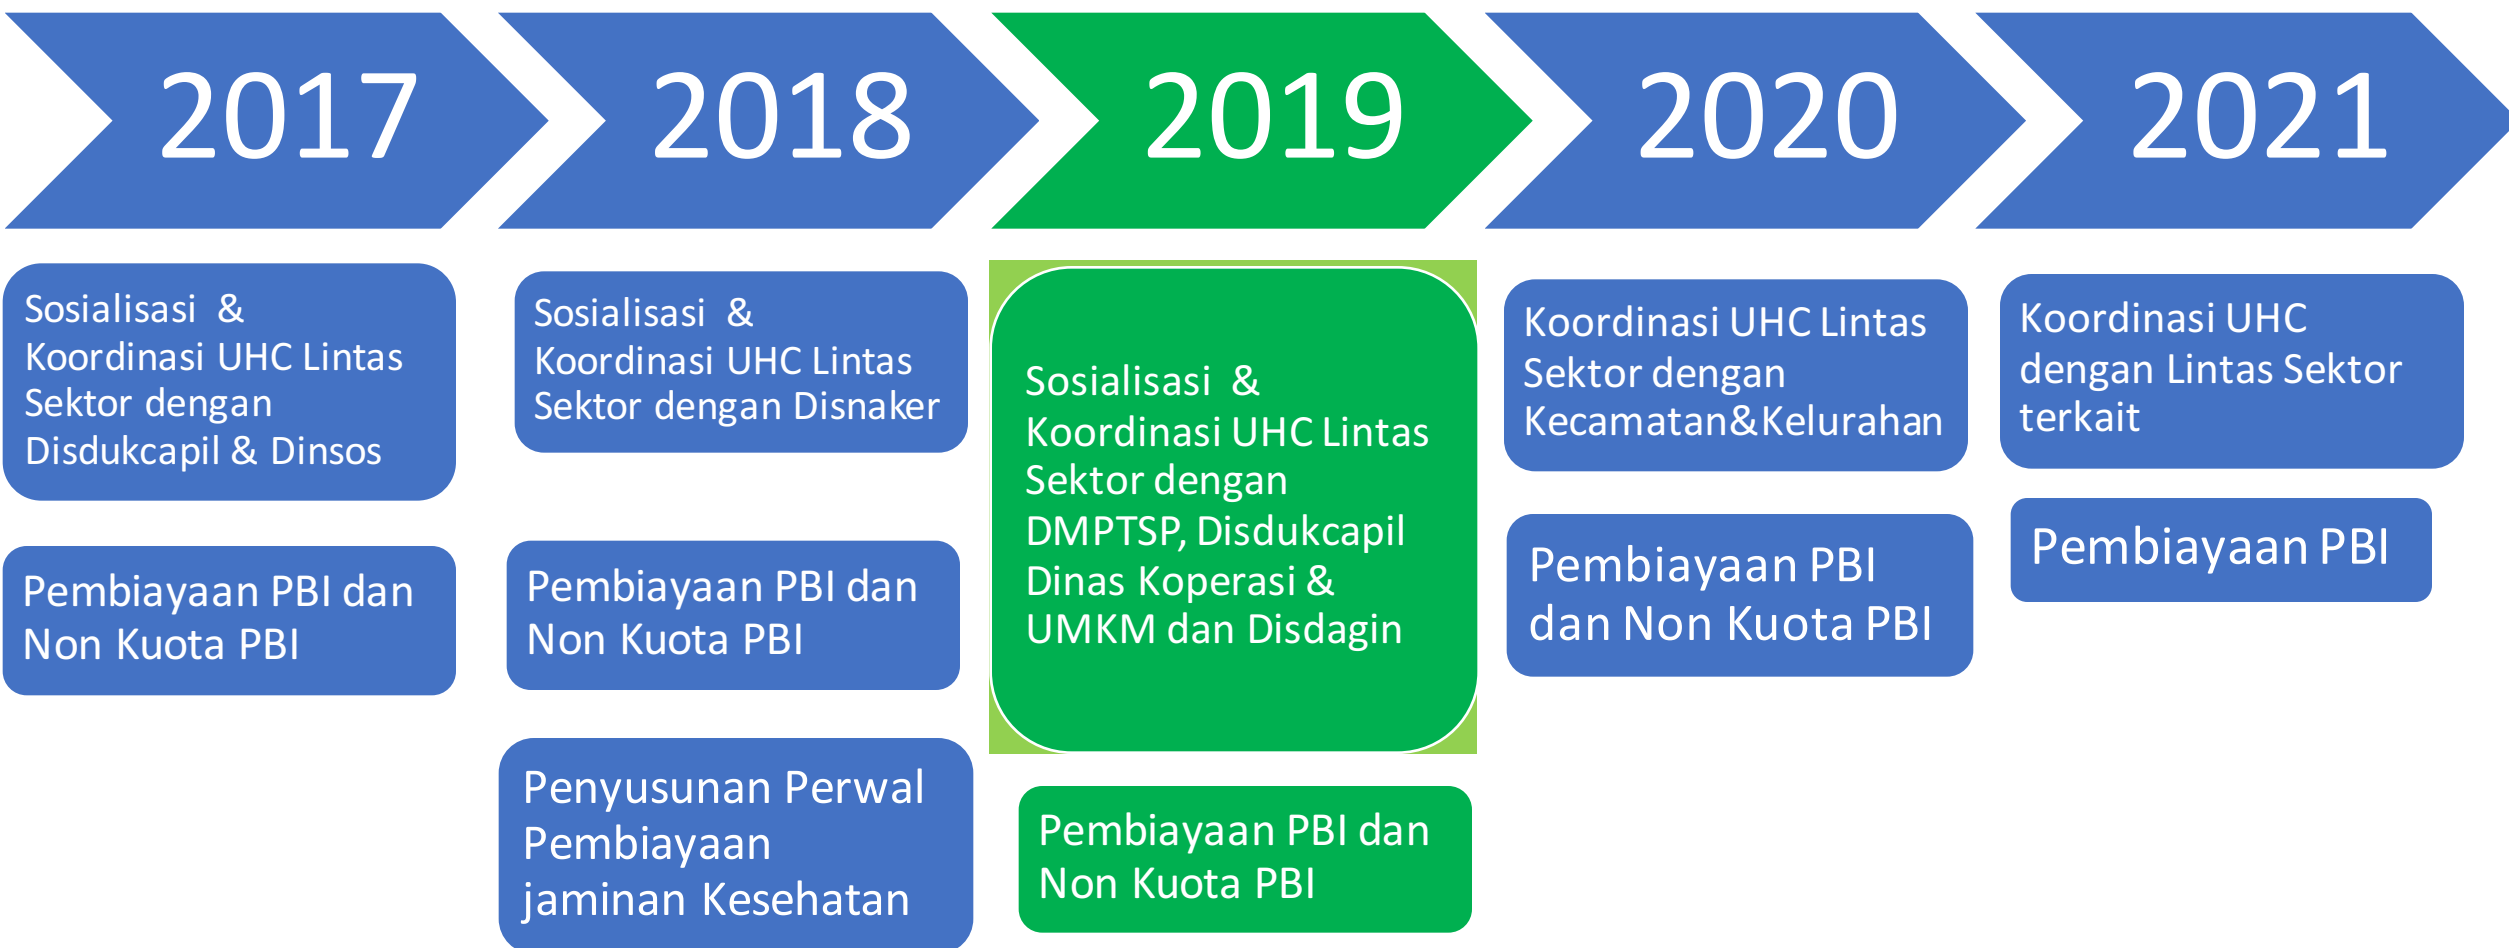 2017
2018
2019
2020
2021
Sosialisasi &
Koordinasi UHC Lintas
Sektor dengan
Disdukcapil & Dinsos
Pembiayaan PBI dan
Non Kuota PBI
Sosialisasi &
Koordinasi UHC Lintas
Sektor dengan Disnaker
Pembiayaan PBI dan
Non Kuota PBI
Penyusunan Perwal
Pembiayaan
jaminan Kesehatan
Sosialisasi &
Koordinasi UHC Lintas
Sektor dengan
DMPTSP, Disdukcapil
Dinas Koperasi &
UMKM dan Disdagin
Pembiayaan PBI dan
Non Kuota PBI
Koordinasi UHC Lintas
Sektor dengan
Kecamatan&Kelurahan
Pembiayaan PBI
dan Non Kuota PBI
Koordinasi UHC
dengan Lintas Sektor
terkait
Pembiayaan PBI